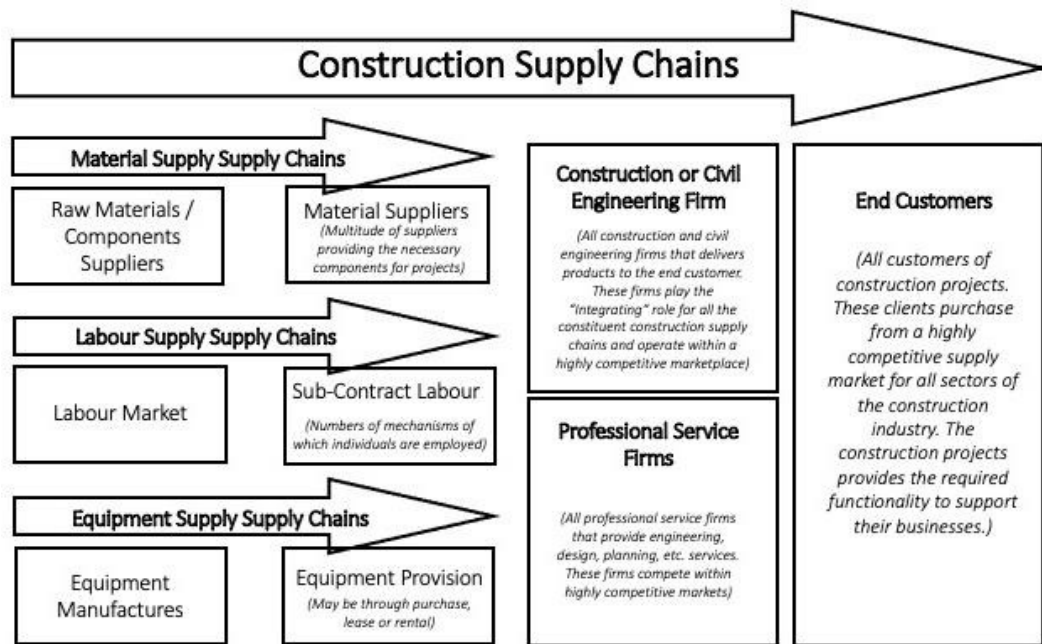 Construction Supply Chains
Material Supply Supply Chains
Raw Materials /
Components
Suppliers
Material Suppliers
(Multitude of suppliers
providing the necessary
components for projects)
Labour Supply Supply Chains
Labour Market
Sub-Contract Labour
(Numbers of mechanisms of
which individuals are employed)
Equipment Supply Supply Chains
Equipment
Manufactures
Equipment Provision
(May be through purchase,
lease or rental)
Construction or Civil
Engineering Firm
(All construction and civil
engineering firms that delivers
products to the end customer.
These firms play the
"Integrating" role for all the
constituent construction supply
chains and operate within a
highly competitive marketplace)
Professional Service
Firms
(All professional service firms
that provide engineering,
design, planning, etc. services.
These firms compete within
highly competitive markets)
End Customers
(All customers of
construction projects.
These clients purchase
from a highly
competitive supply
market for all sectors of
the construction
industry. The
construction projects
provides the required
functionality to support
their businesses.)